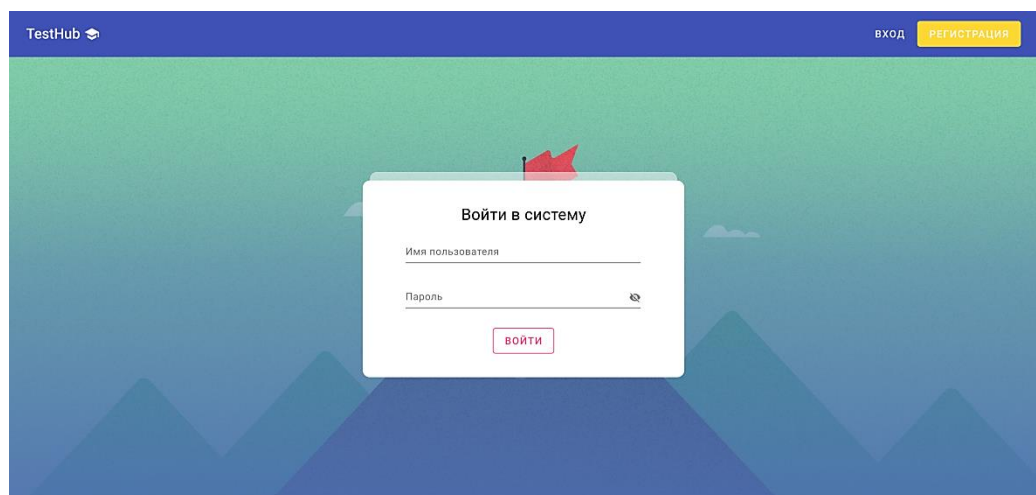 TestHub
ВХОД
РЕГИСТРАЦИЯ
Войти в систему
Имя пользователя
Пароль
ВОЙТИ